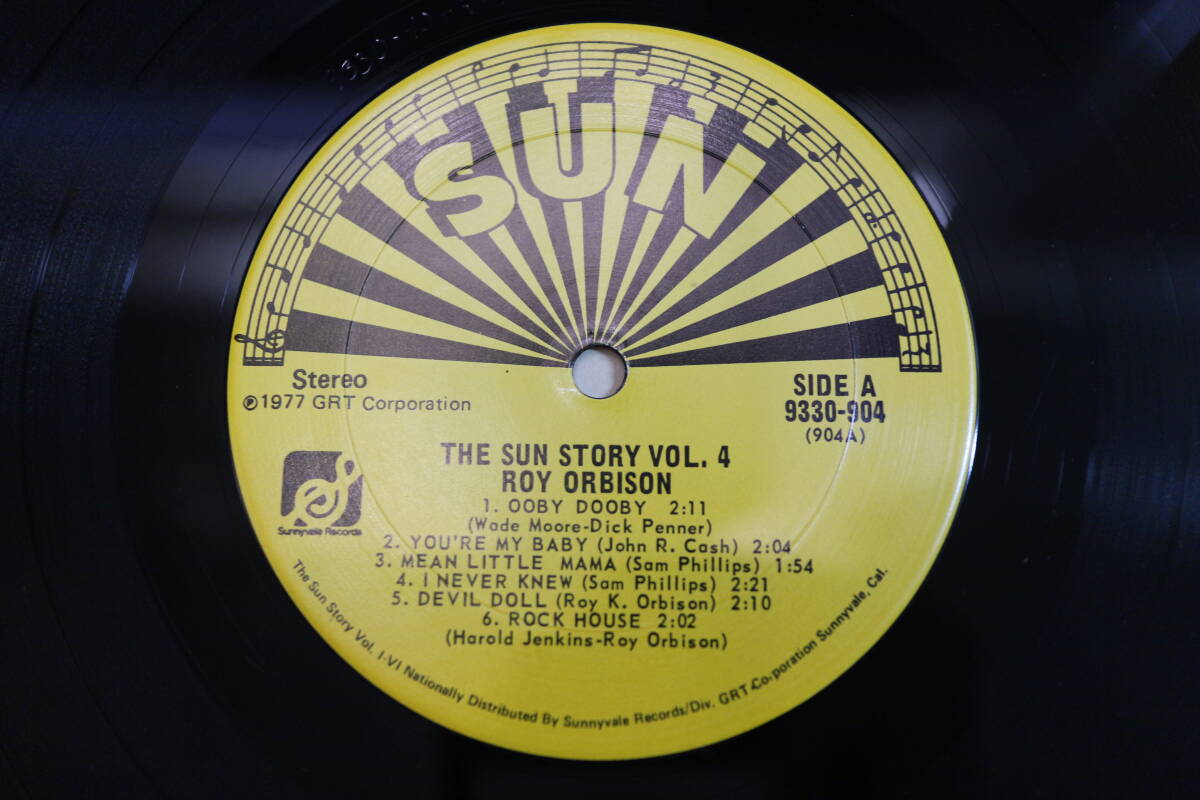 SUN
Stereo
℗1977 GRT Corporation
SIDE A
9330-904
(904A)
Sunnyvale Records
THE SUN STORY VOL. 4
ROY ORBISON
1. OOBY DOOBY 2:11
(Wade Moore-Dick Penner)
2. YOU'RE MY BABY (John R. Cash) 2:04
3. MEAN LITTLE MAMA (Sam Phillips) 1:54
4. I NEVER KNEW (Sam Phillips) 2:21
5. DEVIL DOLL (Roy K. Orbison) 2:10
6. ROCK HOUSE 2:02
(Harold Jenkins-Roy Orbison)
The Sun Story Vol. I-VI Nationally Distributed By Sunnyvale Records/Div. GRT Corporation Sunnyvale, Cal.